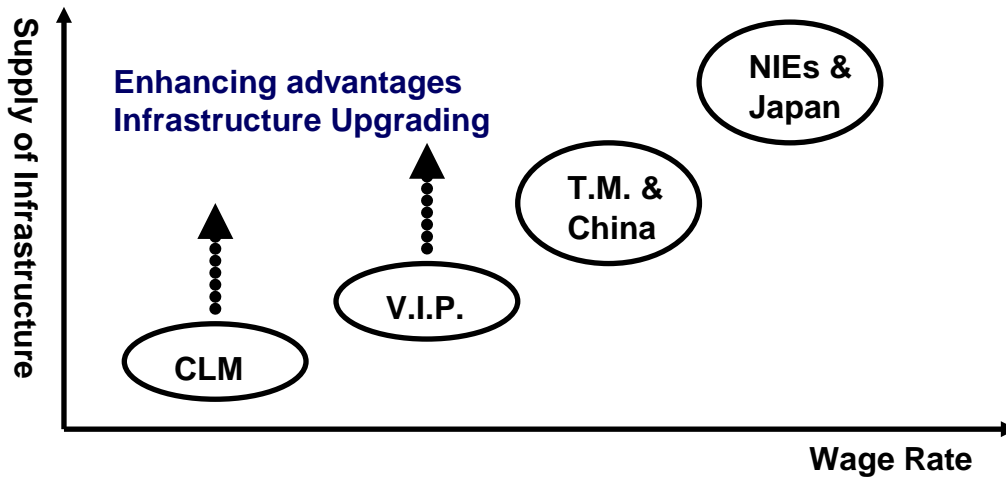 Supply of Infrastructure
Enhancing advantages
Infrastructure Upgrading
NIEs &
Japan
T.M. &
China
V.I.P.
CLM
Wage Rate